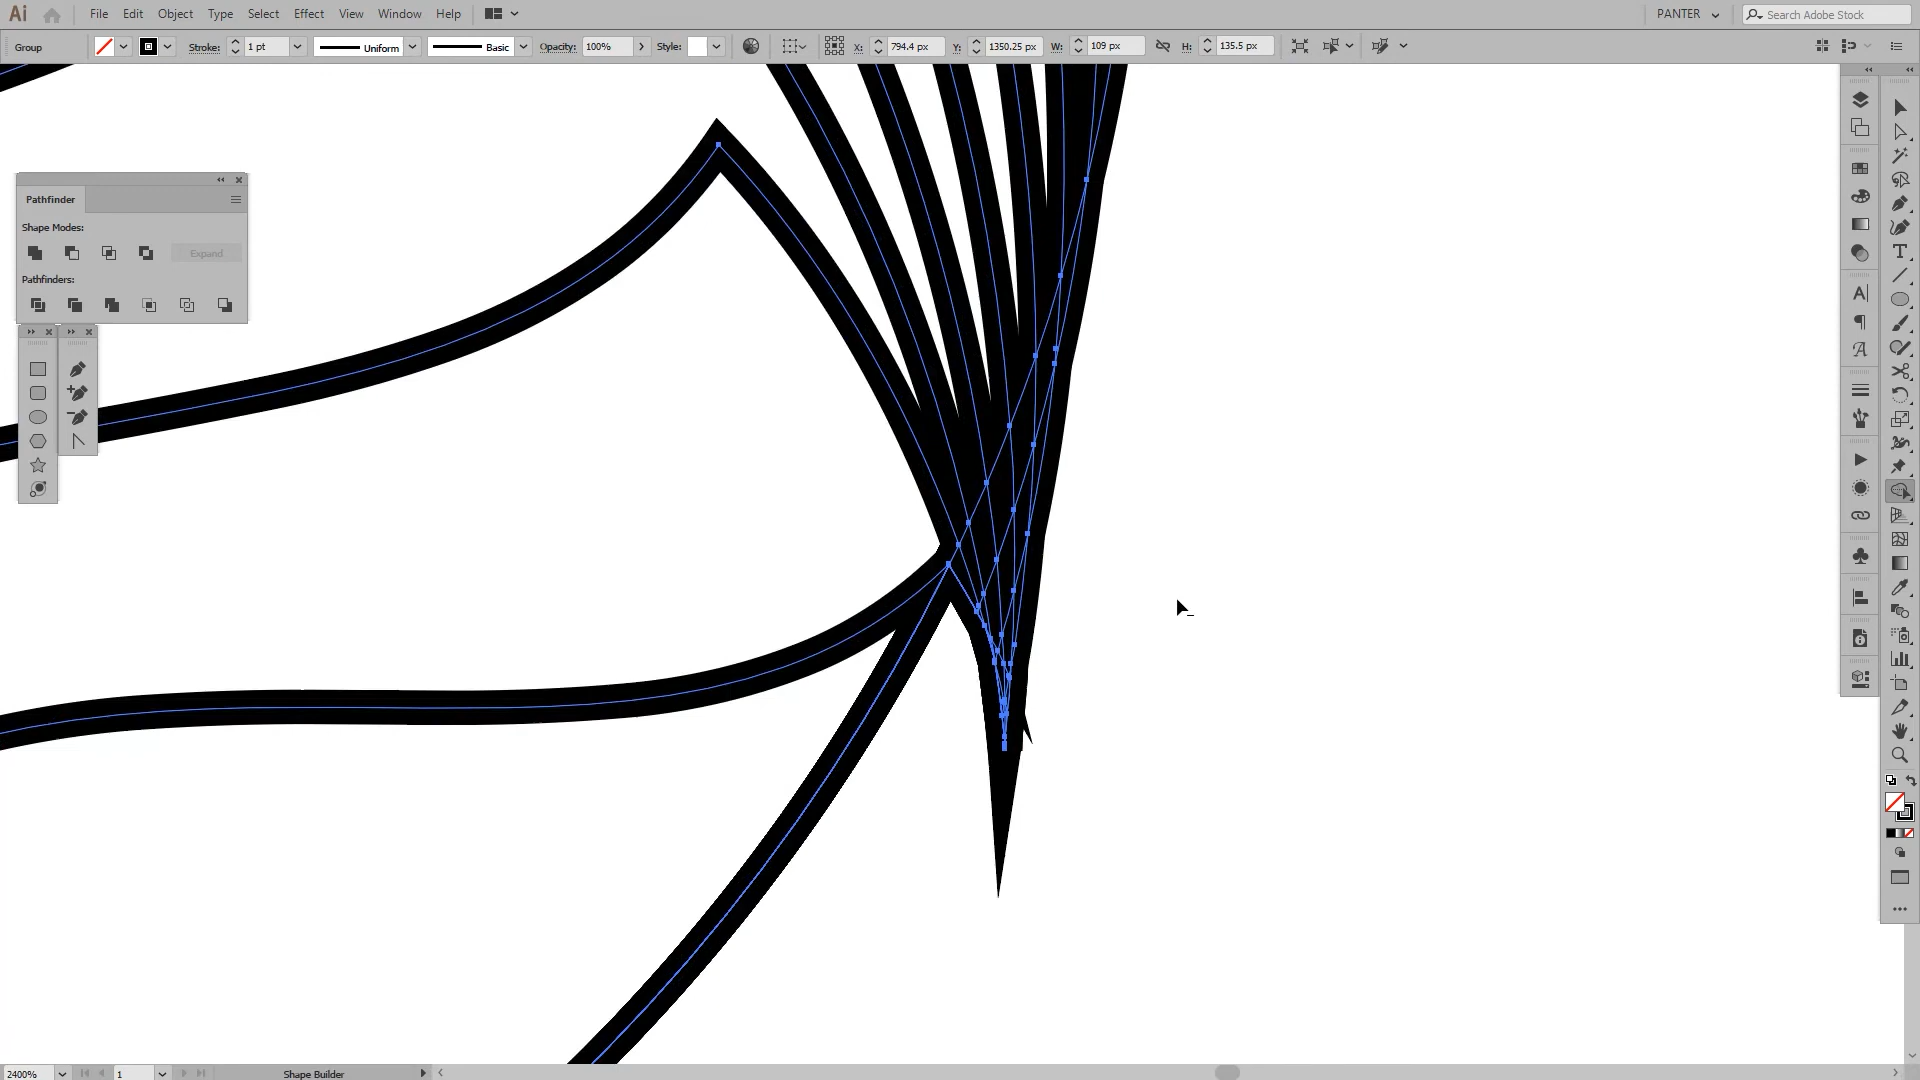 Ai File Edit Object Type Select Effect View Window Help PANTER Search Adobe Stock
Group Stroke: 1 pt Uniform Basic Opacity: 100% Style: X: 794.4 px Y: 1350.25 px W: 109 px H: 135.5 px
Pathfinder
Shape Modes:
Expand
Pathfinders:
2400% 1 Shape Builder